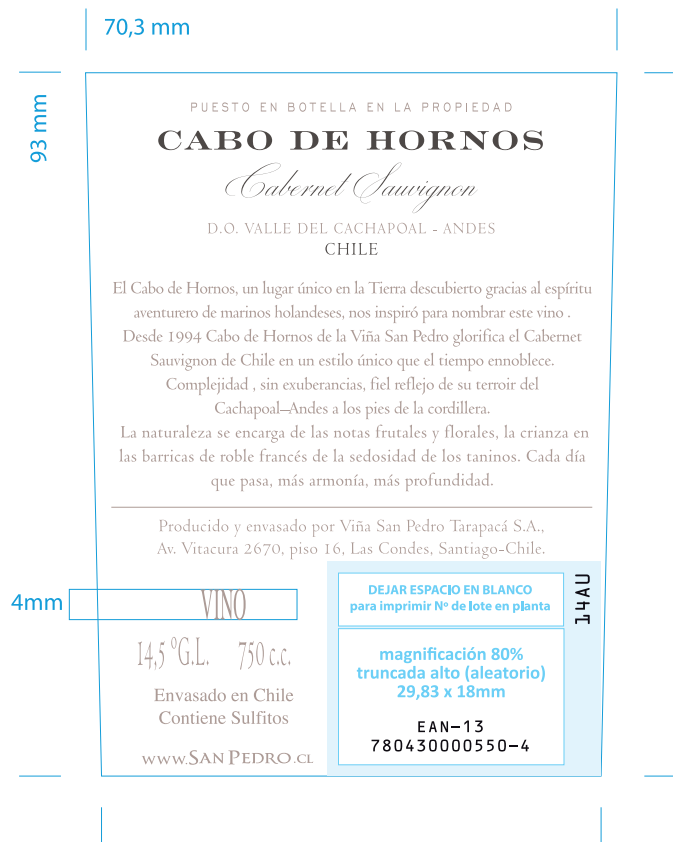 70,3 mm
93 mm
PUESTO EN BOTELLA EN LA PROPIEDAD
CABO DE HORNOS
Cabernet Sauvignon
D.O. VALLE DEL CACHAPOAL - ANDES
CHILE
El Cabo de Hornos, un lugar único en la Tierra descubierto gracias al espíritu
aventurero de marinos holandeses, nos inspiró para nombrar este vino .
Desde 1994 Cabo de Hornos de la Viña San Pedro glorifica el Cabernet
Sauvignon de Chile en un estilo único que el tiempo ennoblece.
Complejidad , sin exuberancias, fiel reflejo de su terroir del
Cachapoal–Andes a los pies de la cordillera.
La naturaleza se encarga de las notas frutales y florales, la crianza en
las barricas de roble francés de la sedosidad de los taninos. Cada día
que pasa, más armonía, más profundidad.
Producido y envasado por Viña San Pedro Tarapacá S.A.,
Av. Vitacura 2670, piso 16, Las Condes, Santiago-Chile.
4mm
VINO
14,5 °G.L. 750 c.c.
Envasado en Chile
Contiene Sulfitos
WWW.SAN PEDRO.CL
DEJAR ESPACIO EN BLANCO
para imprimir Nº de lote en planta
14AU
magnificación 80%
truncada alto (aleatorio)
29,83 x 18mm
EAN-13
780430000550-4